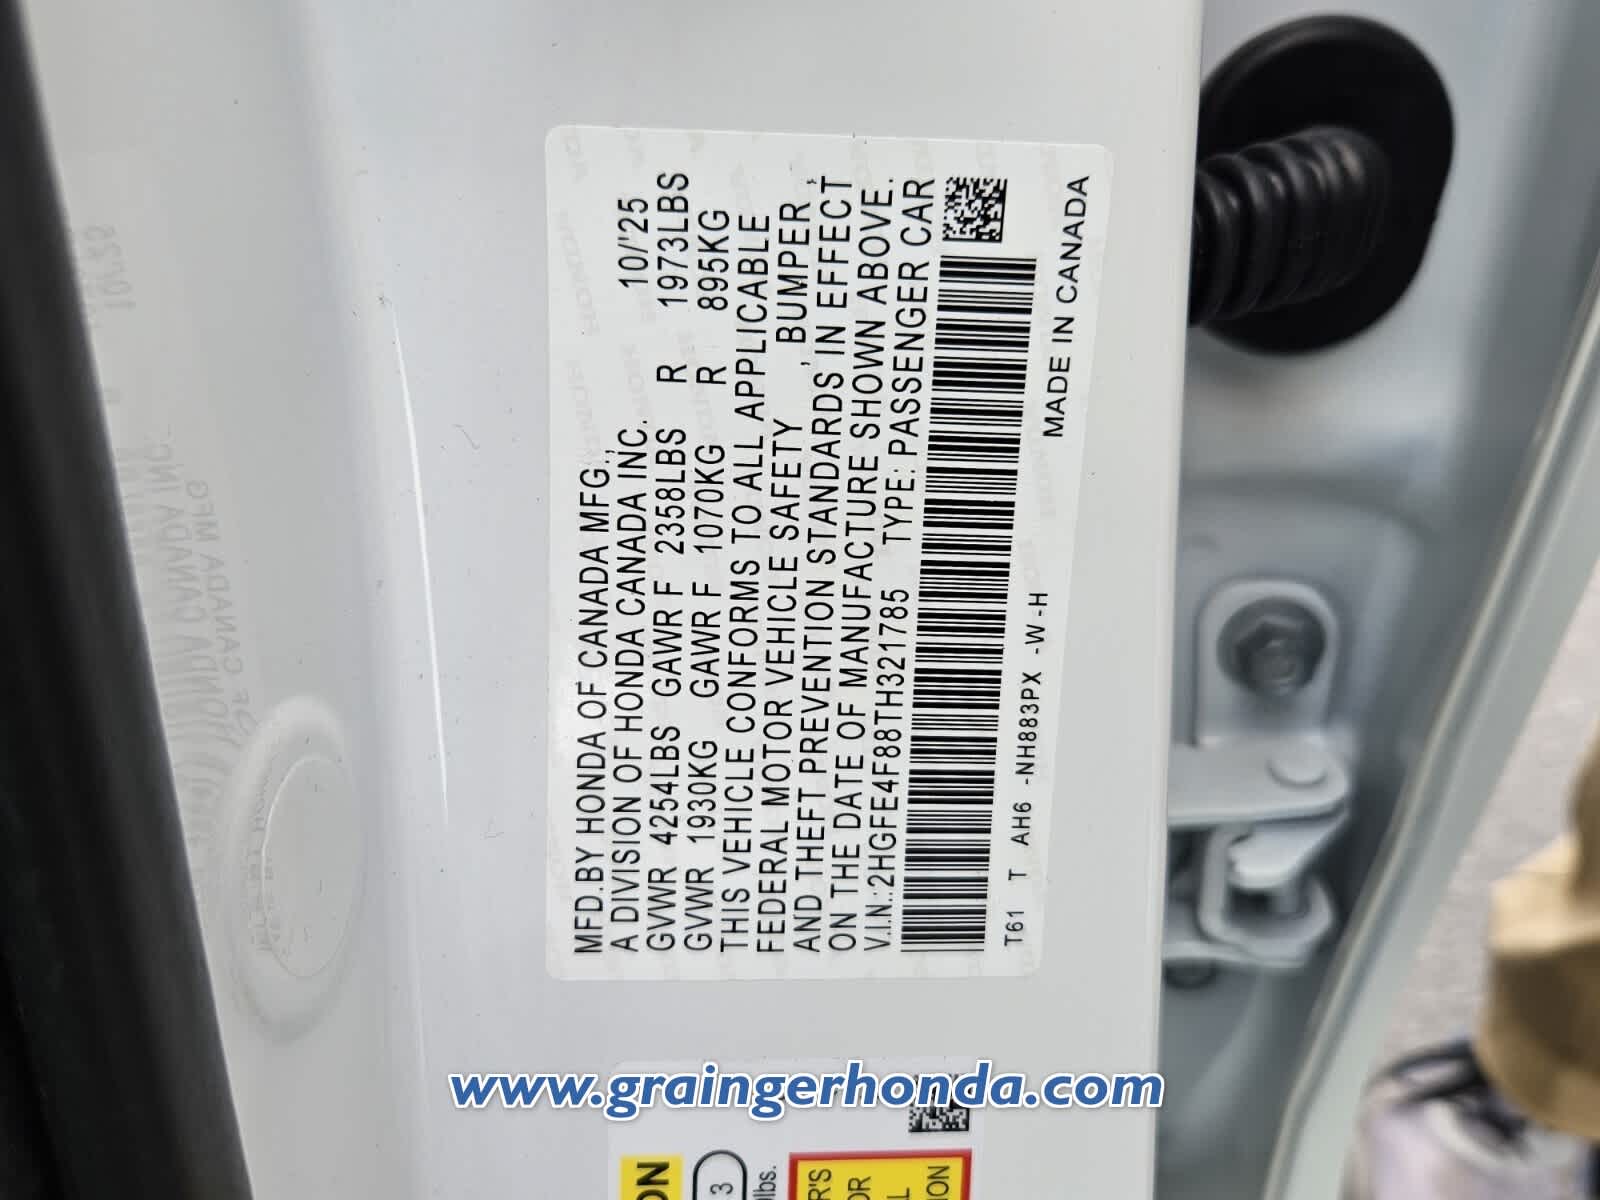 MFD.BY HONDA OF CANADA MFG.,
A DIVISION OF HONDA CANADA INC. 10/'25
GVWR 4254LBS GAWR F 2358LBS R 1973LBS
GVWR 1930KG GAWR F 1070KG R 895KG
THIS VEHICLE CONFORMS TO ALL APPLICABLE
FEDERAL MOTOR VEHICLE SAFETY , BUMPER ,
AND THEFT PREVENTION STANDARDS IN EFFECT
ON THE DATE OF MANUFACTURE SHOWN ABOVE.
V.I.N.:2HGFE4F88TH321785 TYPE: PASSENGER CAR
T61 T AH6 -NH883PX -W-H MADE IN CANADA
www.graingerhonda.com
3
lbs.